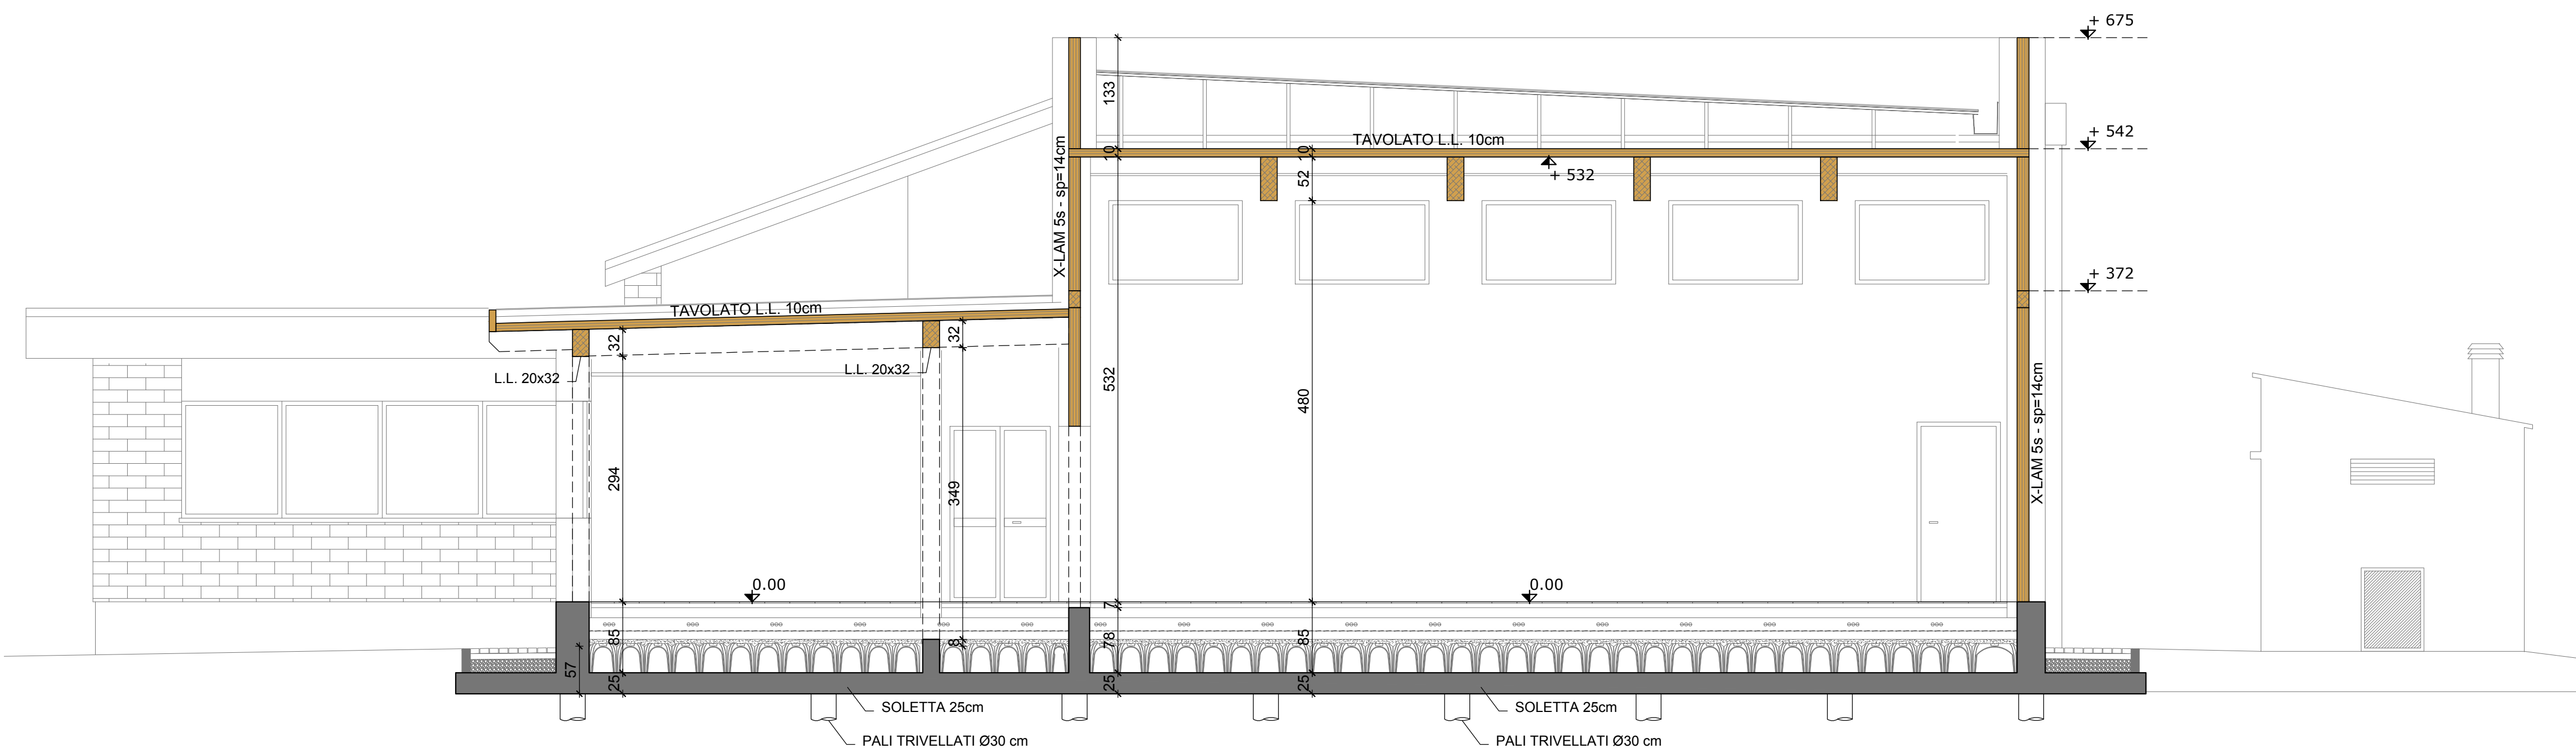 + 675
133
TAVOLATO L.L. 10cm
+ 542
10
10
52
+ 532
X-LAM 5s - sp=14cm
+ 372
TAVOLATO L.L. 10cm
32
32
L.L. 20x32
L.L. 20x32
532
480
X-LAM 5s - sp=14cm
294
349
0.00
0.00
7
85
8
78
85
57
25
25
25
SOLETTA 25cm
SOLETTA 25cm
PALI TRIVELLATI Ø30 cm
PALI TRIVELLATI Ø30 cm